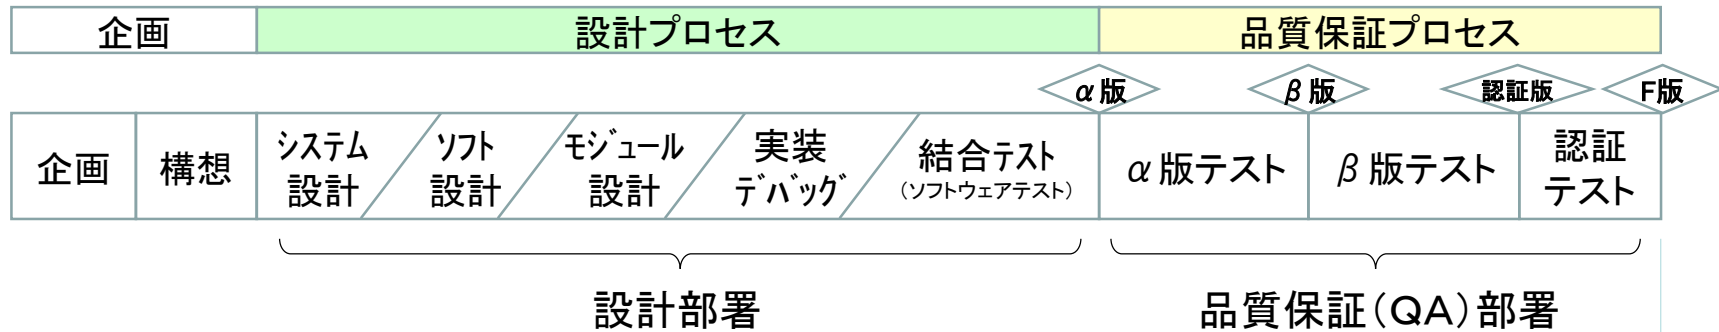 企画
設計プロセス
品質保証プロセス
α版
β版
認証版
F版
企画
構想
システム
設計
ソフト
設計
モジュール
設計
実装
デバッグ
結合テスト
(ソフトウェアテスト)
α版テスト
β版テスト
認証
テスト
設計部署
品質保証(QA)部署